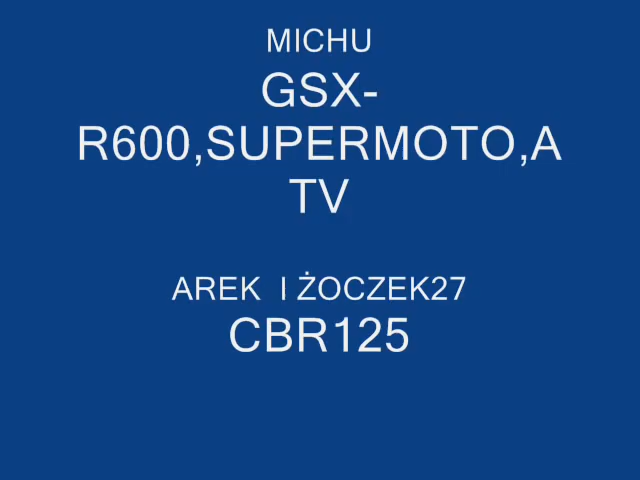 MICHU
GSX-
R600,SUPERMOTO,A
TV
AREK  I ŻOCZEK27
CBR125